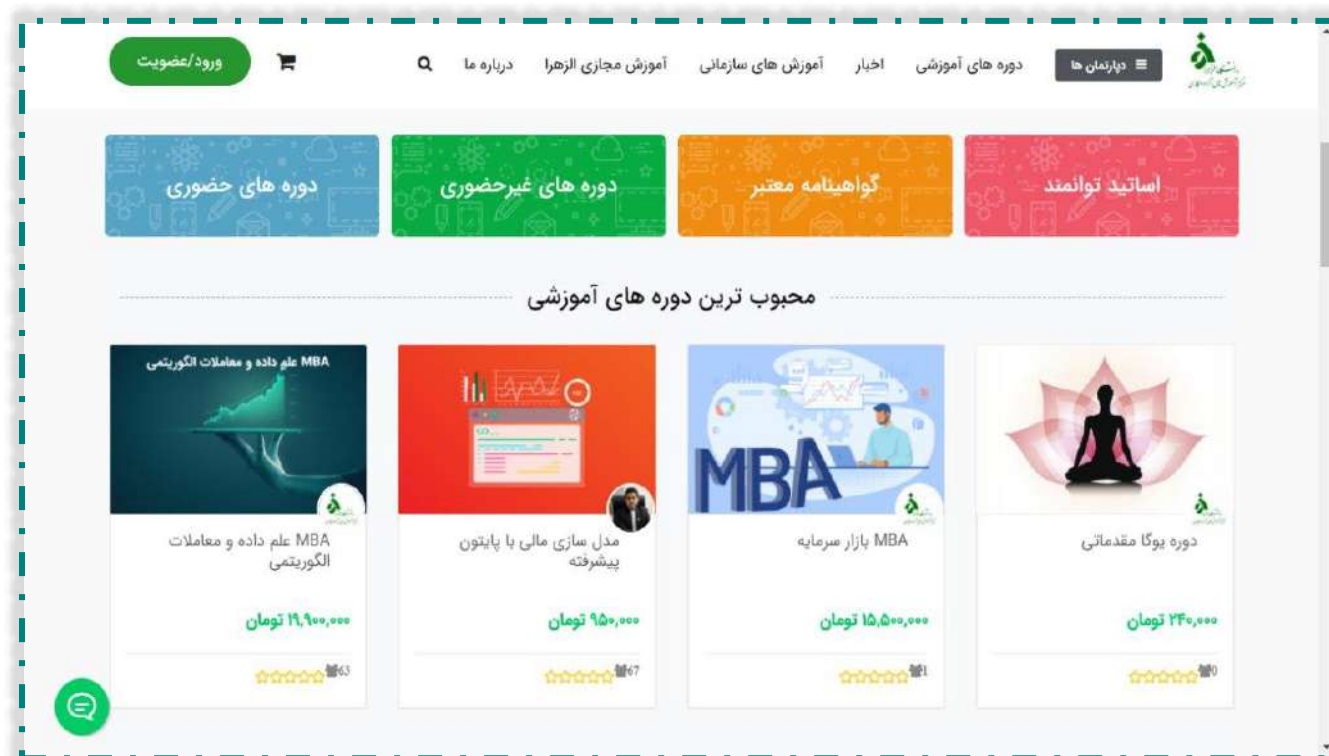 دپارتمان ها
دوره های آموزشی
اخبار
آموزش های سازمانی
آموزش مجازی الزهرا
درباره ما
ورود/عضویت
اساتید توانمند
گواهینامه معتبر
دوره های غیرحضوری
دوره های حضوری
محبوب ترین دوره های آموزشی
MBA
MBA علم داده و معاملات الگوریتمی
دوره یوگا مقدماتی
۲۴۰,۰۰۰ تومان
0
MBA بازار سرمایه
۱۵,۵۰۰,۰۰۰ تومان
1
مدل سازی مالی با پایتون
پیشرفته
۹۵۰,۰۰۰ تومان
67
MBA علم داده و معاملات
الگوریتمی
۱۹,۹۰۰,۰۰۰ تومان
63